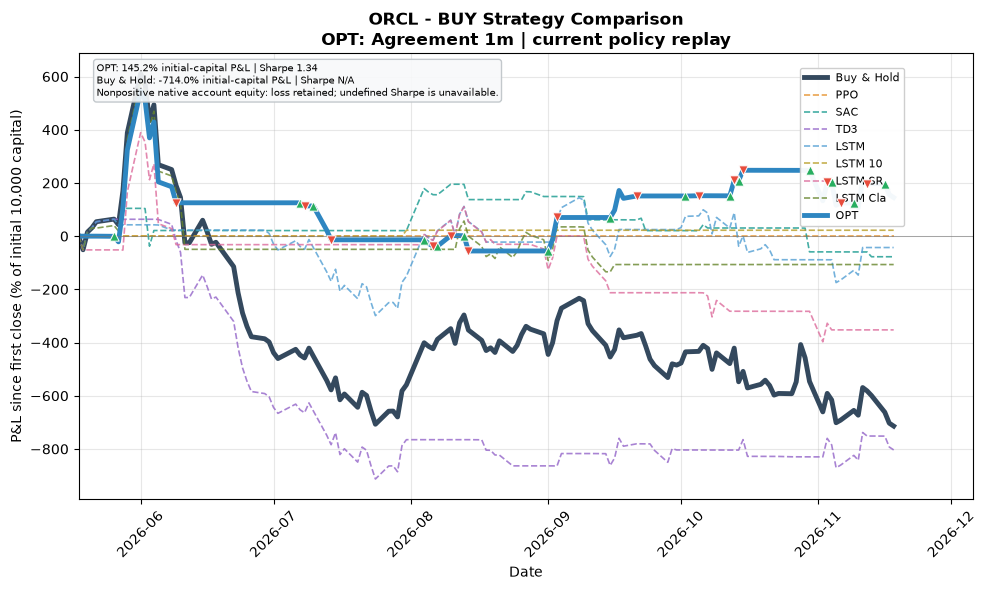 ORCL - BUY Strategy Comparison
OPT: Agreement 1m | current policy replay
OPT: 145.2% initial-capital P&L | Sharpe 1.34
Buy & Hold: -714.0% initial-capital P&L | Sharpe N/A
Nonpositive native account equity: loss retained; undefined Sharpe is unavailable.
Buy & Hold
PPO
SAC
TD3
LSTM
LSTM 10
LSTM SR
LSTM Cla
OPT
P&L since first close (% of initial 10,000 capital)
600
400
200
0
−200
−400
−600
−800
2026-06
2026-07
2026-08
2026-09
2026-10
2026-11
2026-12
Date